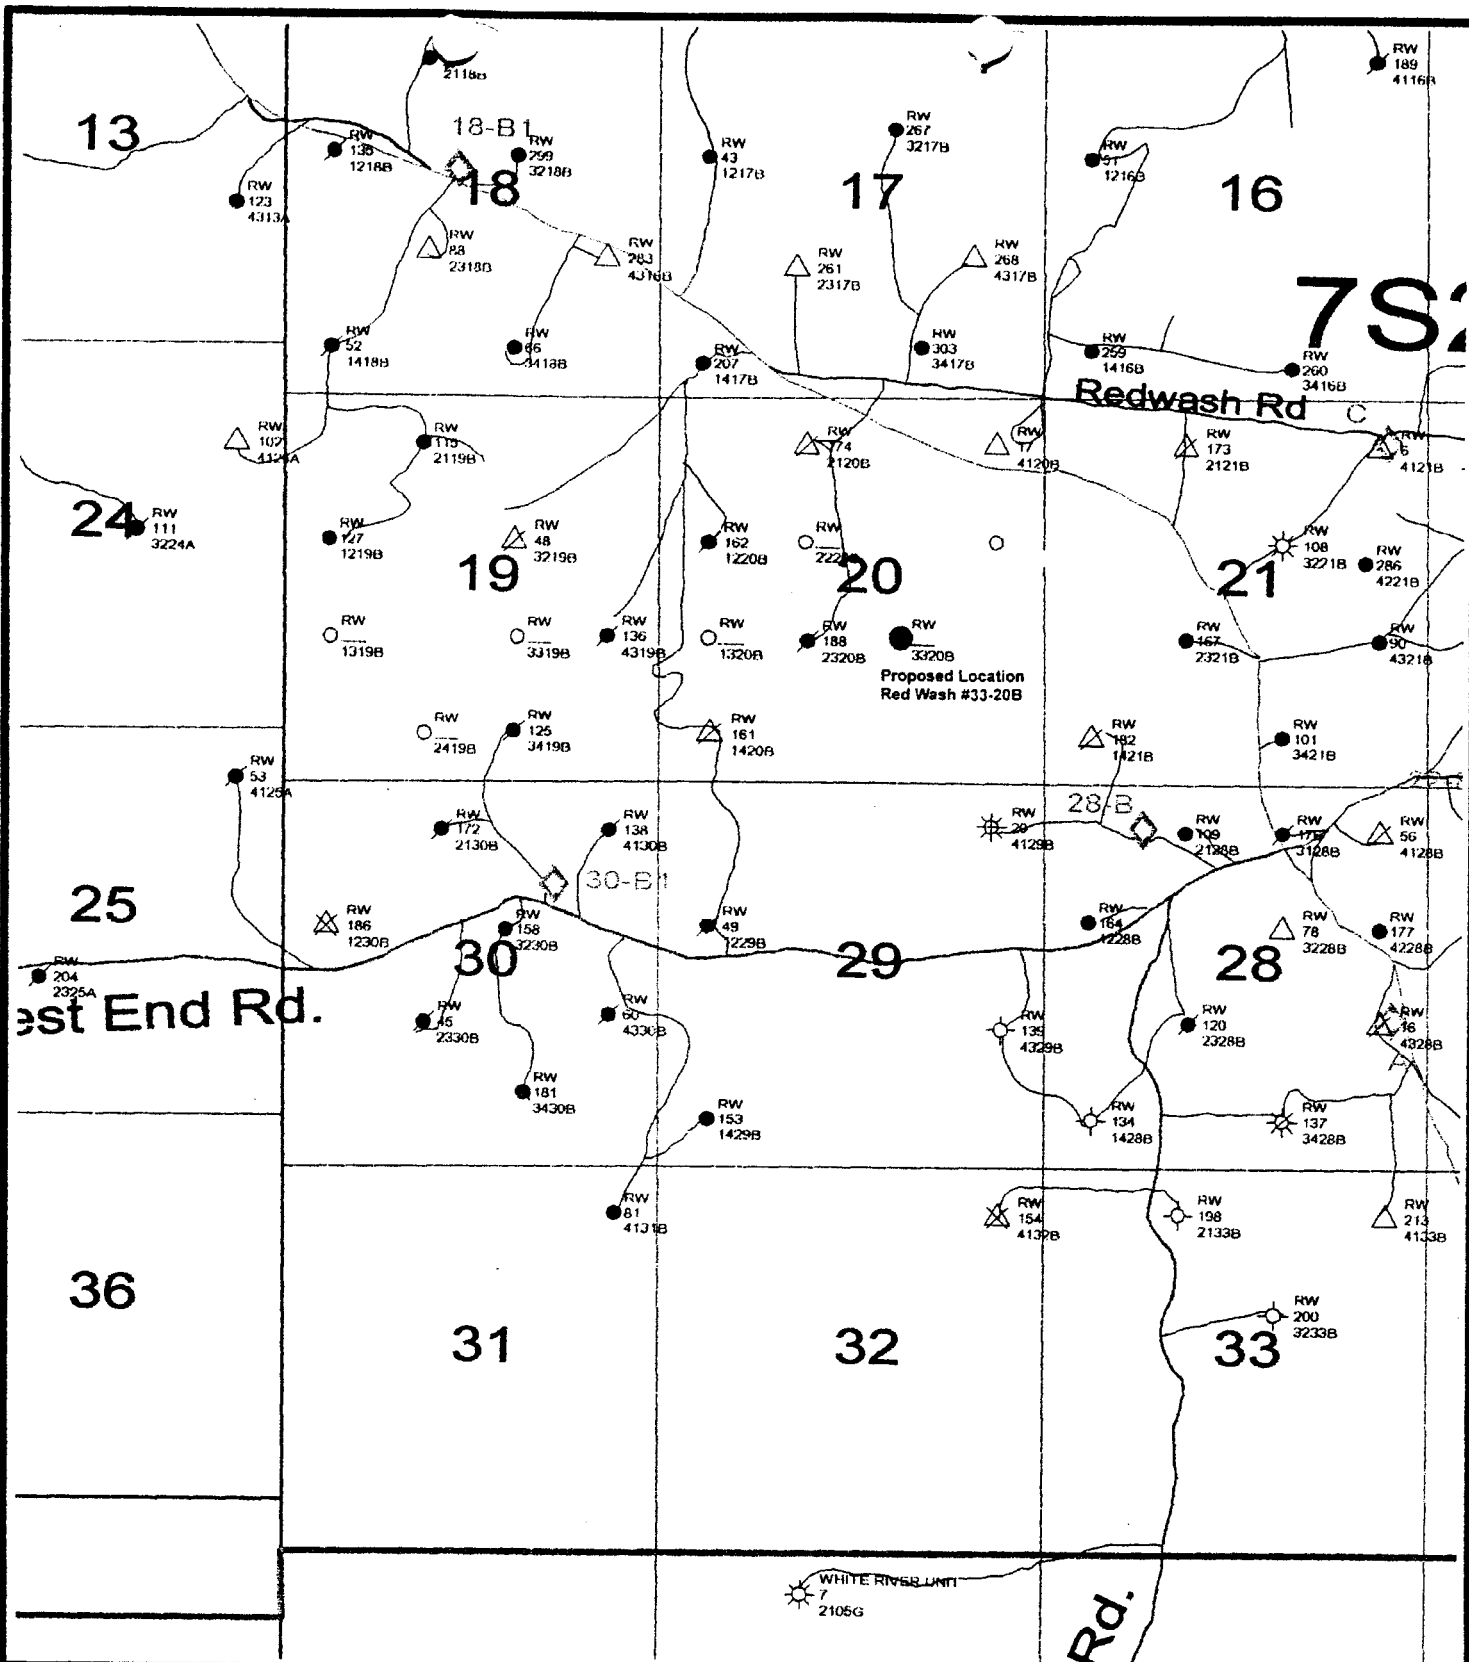 2118B
RW
189
4116B
13
18-B1
RW
135
1218B
RW
299
3218B
RW
43
1217B
RW
267
3217B
RW
91
1216B
18
17
16
RW
123
4313A
RW
88
2318B
RW
283
4318B
RW
261
2317B
RW
268
4317B
7S2
RW
52
1418B
RW
66
3418B
RW
207
1417B
RW
303
3417B
RW
259
1416B
RW
260
3416B
Redwash Rd
C
RW
102
4124A
RW
115
2119B
RW
174
2120B
RW
17
4120B
RW
173
2121B
RW
6
4121B
24
RW
111
3224A
RW
127
1219B
RW
48
3219B
RW
162
1220B
RW
RW
108
3221B
RW
286
4221B
19
20
21
RW
1319B
RW
3319B
RW
136
4319B
RW
1320B
RW
188
2320B
RW
3320B
RW
167
2321B
RW
90
4321B
Proposed Location
Red Wash #33-20B
RW
2419B
RW
125
3419B
RW
161
1420B
RW
182
1421B
RW
101
3421B
RW
53
4125A
28-B
RW
172
2130B
RW
138
4130B
RW
29
4129B
RW
109
2128B
RW
176
3128B
RW
56
4128B
30-B1
25
RW
186
1230B
RW
158
3230B
RW
49
1229B
RW
164
1228B
RW
78
3228B
RW
177
4228B
30
29
28
RW
204
2325A
est End Rd.
RW
45
2330B
RW
60
4330B
RW
139
4329B
RW
120
2328B
RW
16
4328B
RW
181
3430B
RW
153
1429B
RW
134
1428B
RW
137
3428B
RW
81
4131B
RW
154
4132B
RW
198
2133B
RW
213
4133B
36
31
32
33
RW
200
3233B
WHITE RIVER UNIT
7
2105G
Rd.